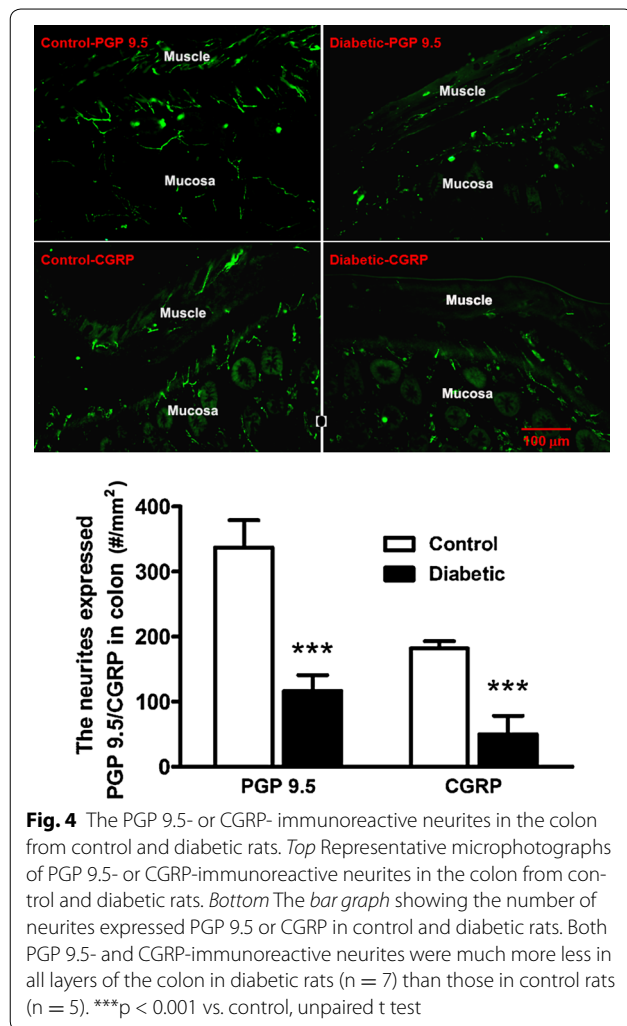 Control-PGP 9.5
Muscle
Mucosa
Diabetic-PGP 9.5
Muscle
Mucosa
Control-CGRP
Muscle
Mucosa
Diabetic-CGRP
Muscle
Mucosa
100 μm
The neurites expressed
PGP 9.5/CGRP in colon (#/mm²)
400
300
200
100
0
Control
Diabetic
***
***
PGP 9.5
CGRP
Fig. 4 The PGP 9.5- or CGRP- immunoreactive neurites in the colon
from control and diabetic rats. Top Representative microphotographs
of PGP 9.5- or CGRP-immunoreactive neurites in the colon from con-
trol and diabetic rats. Bottom The bar graph showing the number of
neurites expressed PGP 9.5 or CGRP in control and diabetic rats. Both
PGP 9.5- and CGRP-immunoreactive neurites were much more less in
all layers of the colon in diabetic rats (n = 7) than those in control rats
(n = 5). ***p < 0.001 vs. control, unpaired t test